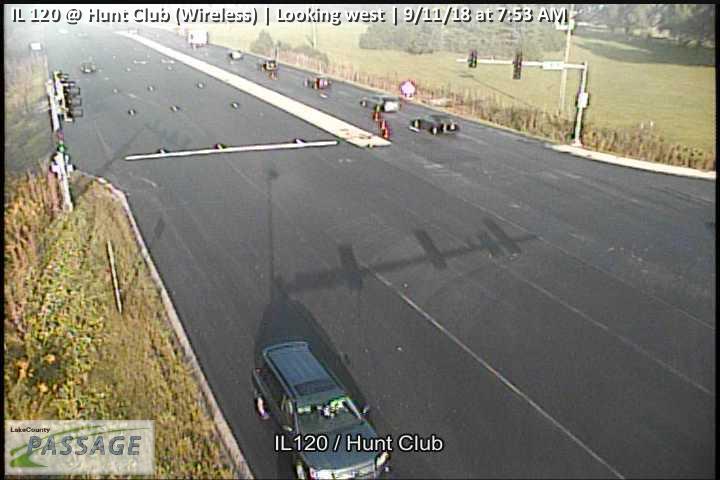 IL 120 @ Hunt Club (Wireless) | Looking west | 9/11/18 at 7:53 AM
LakeCounty
PASSAGE
IL120 / Hunt Club